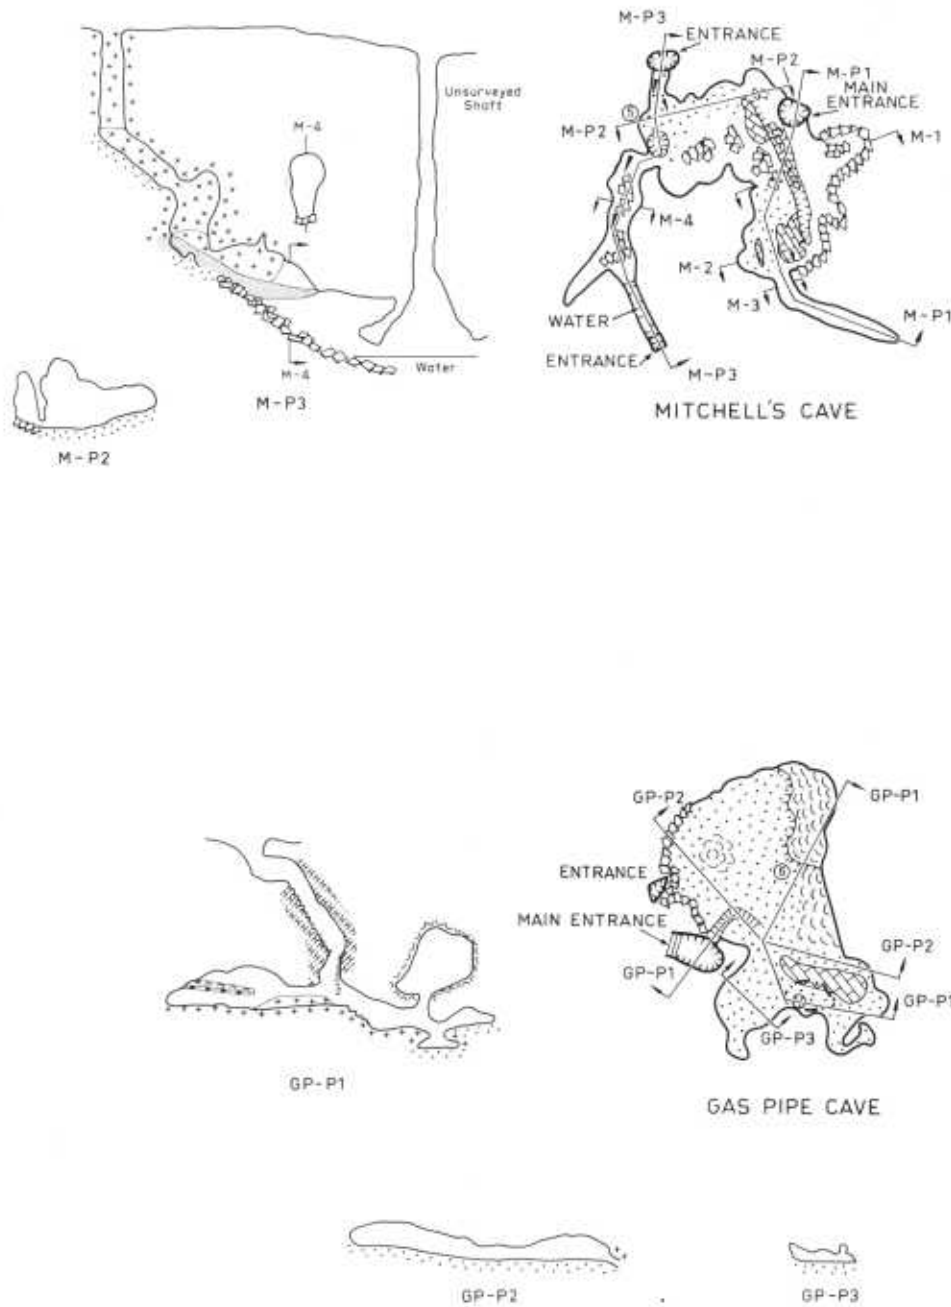 Unsurveyed
Shaft
M-4
M-4
Water
M-P3
M-P2
M-P3
ENTRANCE
M-P2
M-P1
MAIN
ENTRANCE
5
M-P2
M-1
M-4
M-2
M-3
WATER
M-P1
ENTRANCE
M-P3
MITCHELL'S CAVE
GP-P1
GP-P2
GP-P1
6
ENTRANCE
MAIN ENTRANCE
GP-P1
GP-P2
GP-P1
GP-P3
GAS PIPE CAVE
GP-P2
GP-P3